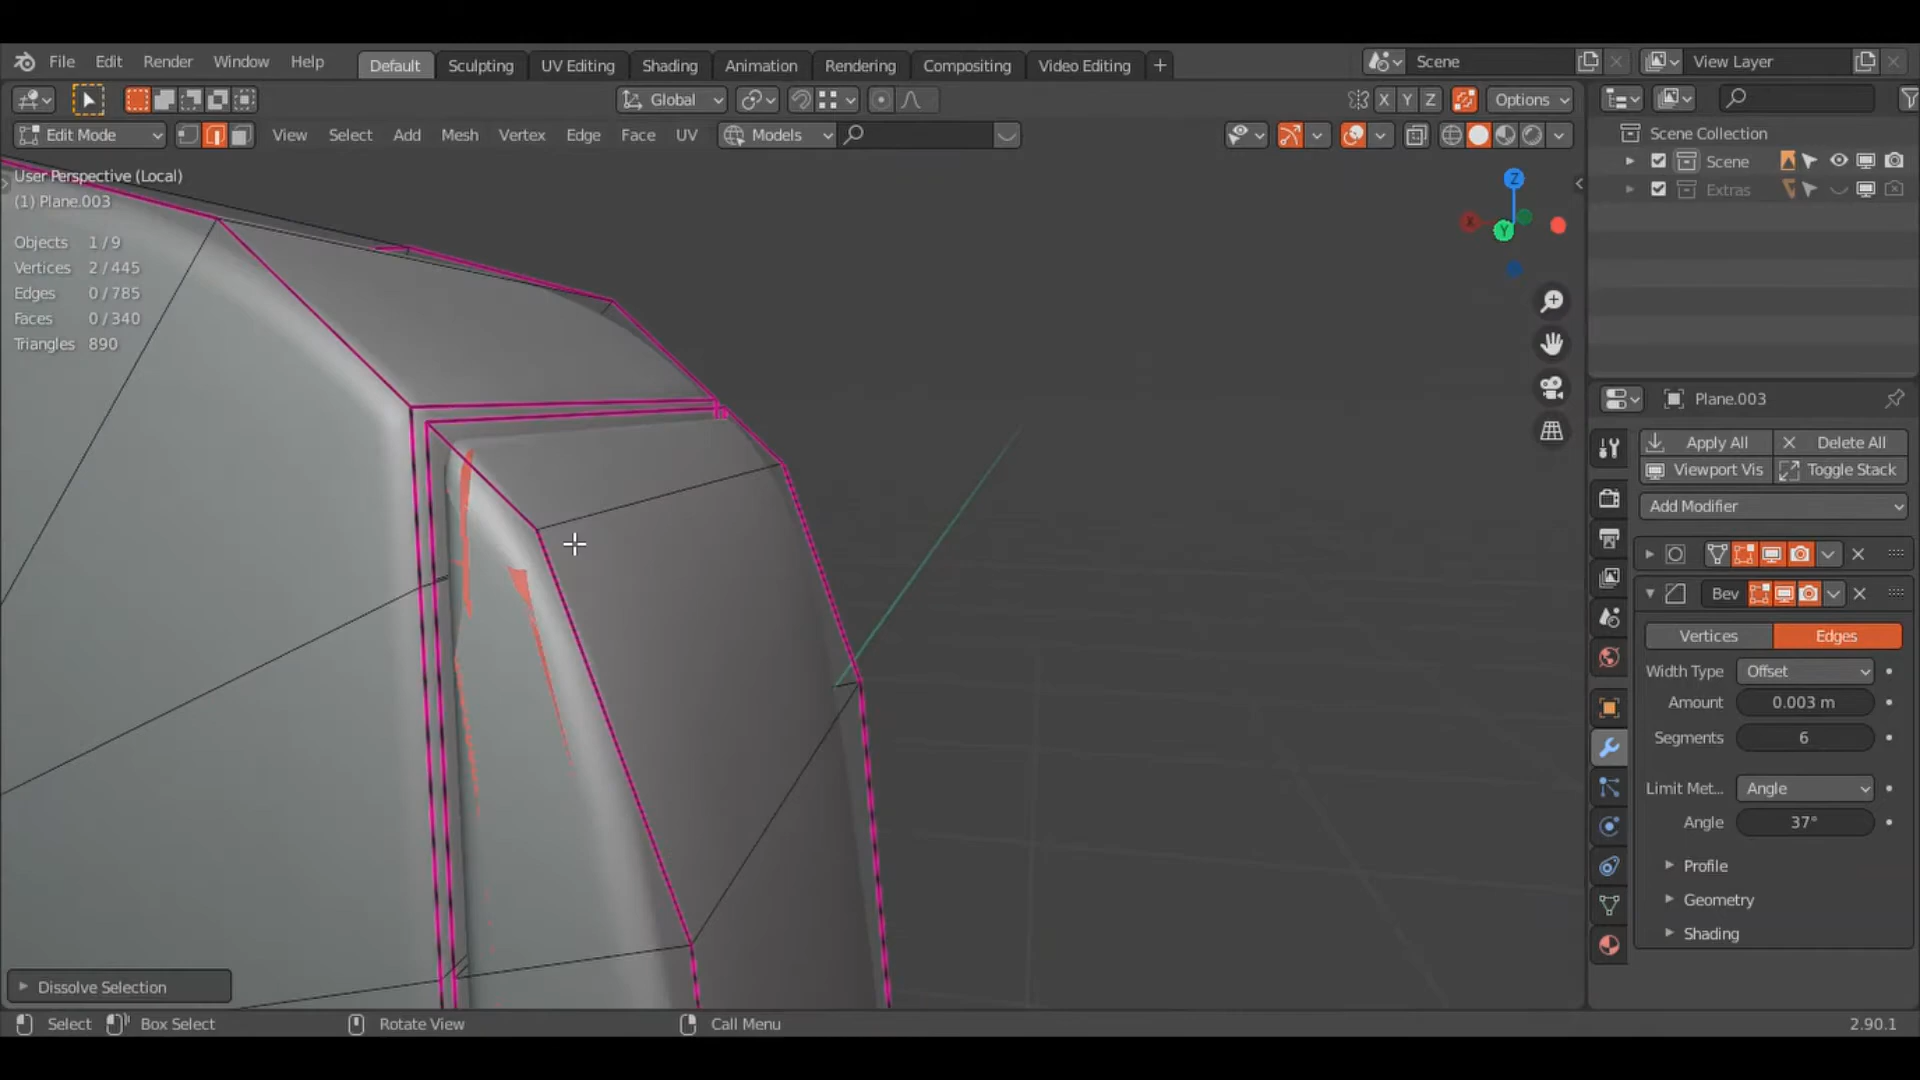 File Edit Render Window Help Default Sculpting UV Editing Shading Animation Rendering Compositing Video Editing + Scene View Layer
Global X Y Z Options
Edit Mode View Select Add Mesh Vertex Edge Face UV Models
Scene Collection
Scene
Extras
User Perspective (Local)
(1) Plane.003
Objects 1/9
Vertices 2/445
Edges 0/785
Faces 0/340
Triangles 890
Z
X
Y
Plane.003
Apply All Delete All
Viewport Vis Toggle Stack
Add Modifier
Bev
Vertices Edges
Width Type Offset
Amount 0.003 m
Segments 6
Limit Met... Angle
Angle 37°
Profile
Geometry
Shading
Dissolve Selection
Select Box Select Rotate View Call Menu 2.90.1